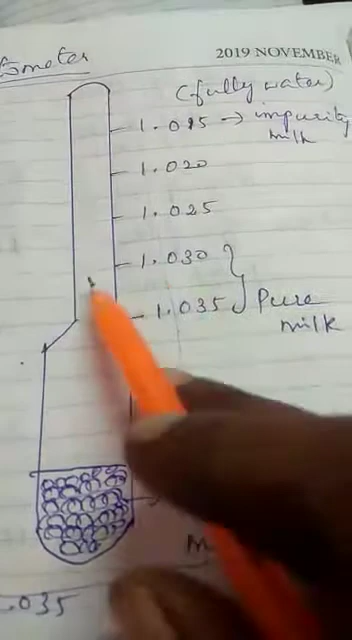 2019 NOVEMBER
(fully water)
1.015 → impurity
milk
1.020
1.025
1.030
1.035
Pure
milk
.035